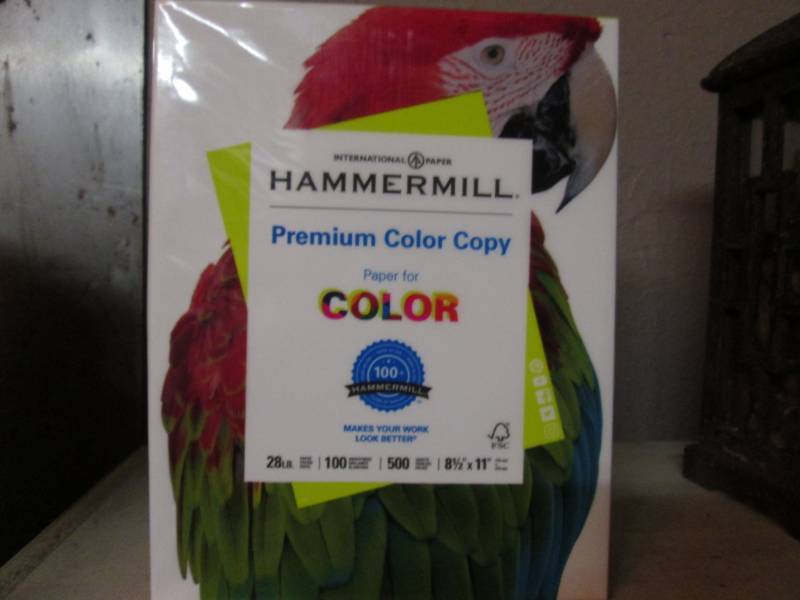 INTERNATIONAL PAPER
HAMMERMILL®
Premium Color Copy
Paper for
COLOR
100
HAMMERMILL
MAKES YOUR WORK
LOOK BETTER®
FSC
28LB. | 100 | 500 | 8½" x 11"